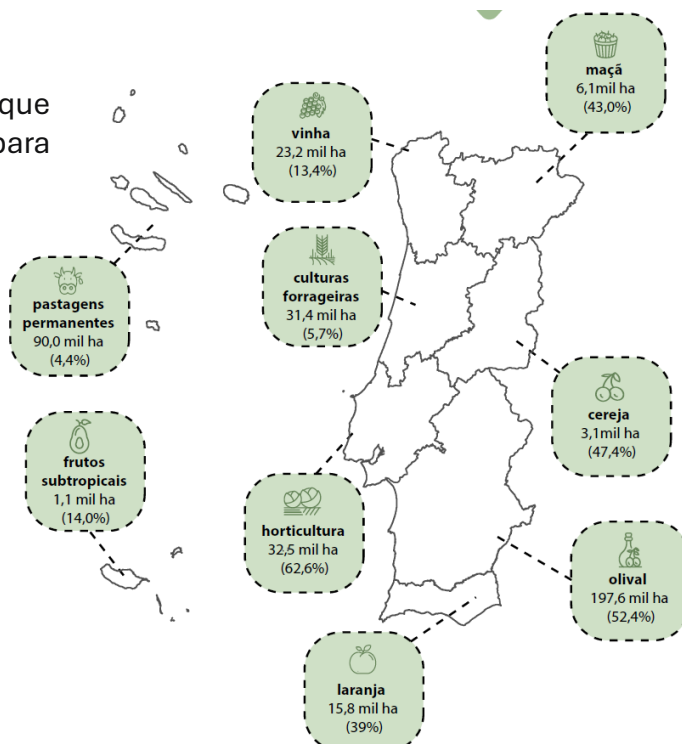 que
para
maçã
6,1mil ha
(43,0%)
vinha
23,2 mil ha
(13,4%)
culturas
forrageiras
31,4 mil ha
(5,7%)
pastagens
permanentes
90,0 mil ha
(4,4%)
cereja
3,1mil ha
(47,4%)
frutos
subtropicais
1,1 mil ha
(14,0%)
horticultura
32,5 mil ha
(62,6%)
olival
197,6 mil ha
(52,4%)
laranja
15,8 mil ha
(39%)